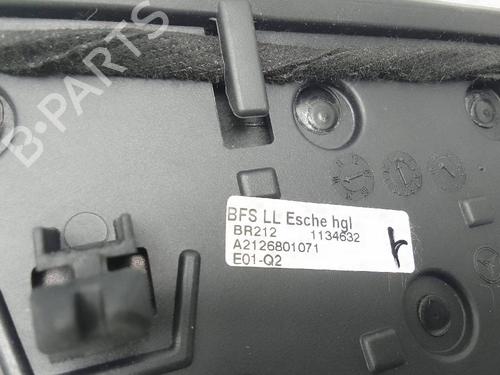 B-PARTS
BFS LL Esche hgl
BR212 1134632
A2126801071
E01-Q2